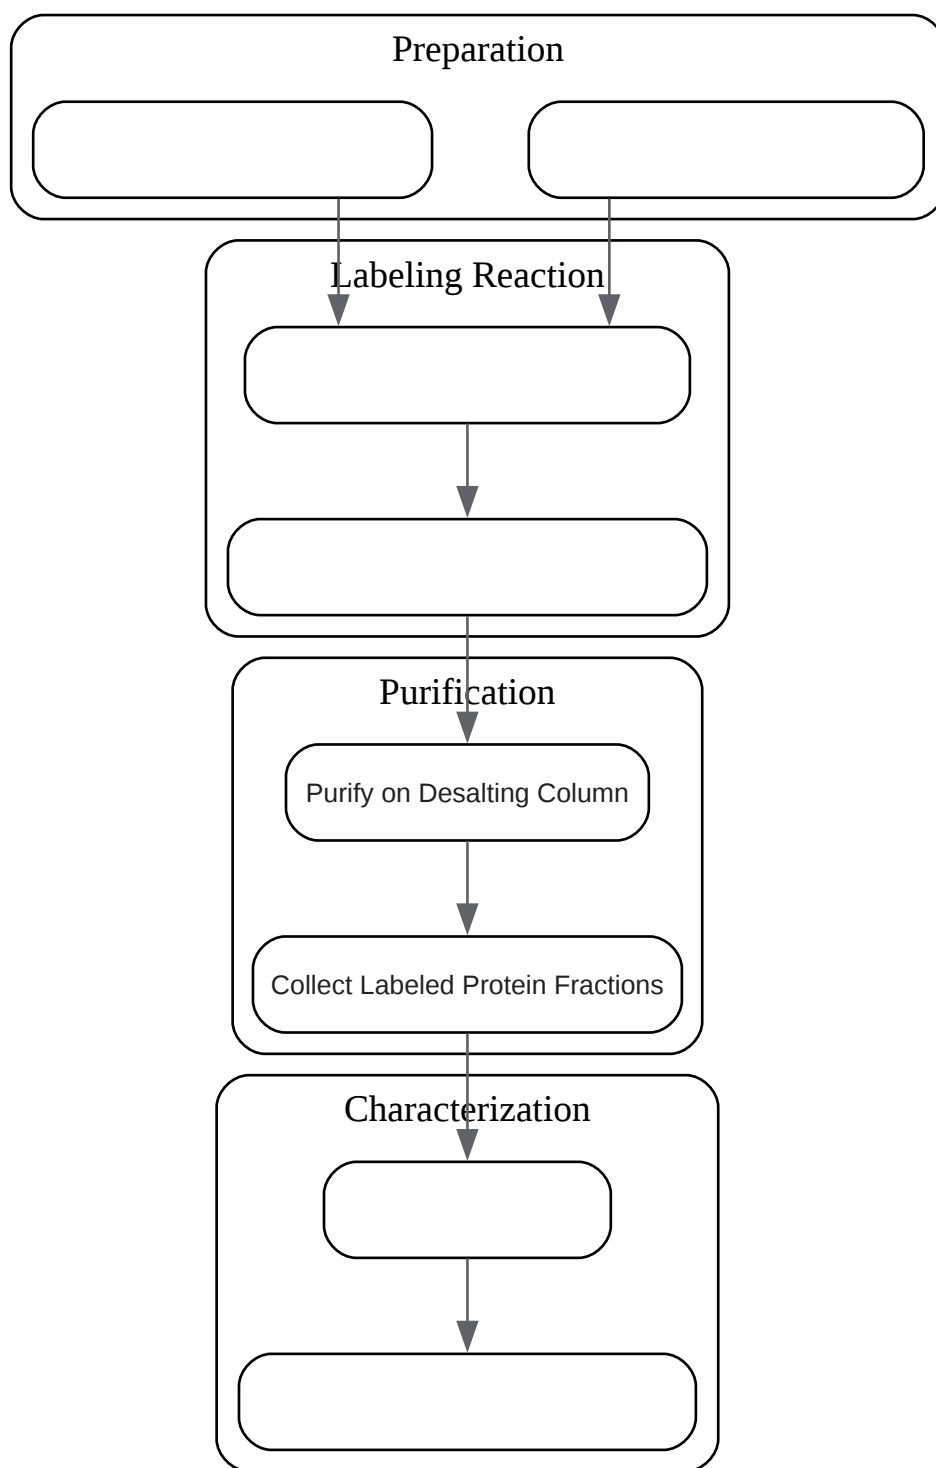 Preparation
Labeling Reaction
Purification
Purify on Desalting Column
Collect Labeled Protein Fractions
Characterization